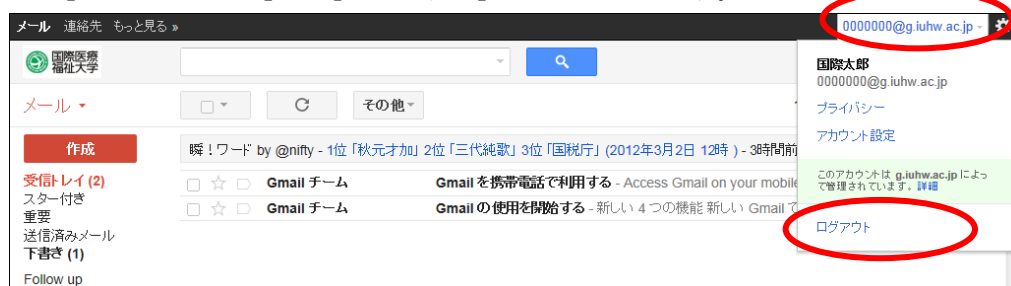 メール 連絡先 もっと見る »
0000000@g.iuhw.ac.jp
国際医療
福祉大学
国際太郎
0000000@g.iuhw.ac.jp
メール
その他
プライバシー
アカウント設定
作成
瞬!ワード by @nifty - 1位「秋元才加」2位「三代純歌」3位「国税庁」(2012年3月2日 12時 ) - 3時間前
このアカウントは g.iuhw.ac.jp によっ
て管理されています。詳細
受信トレイ (2)
Gmail チーム Gmail を携帯電話で利用する - Access Gmail on your mobile
スター付き
Gmail チーム Gmail の使用を開始する - 新しい 4 つの機能 新しい Gmail で
重要
ログアウト
送信済みメール
下書き (1)
Follow up